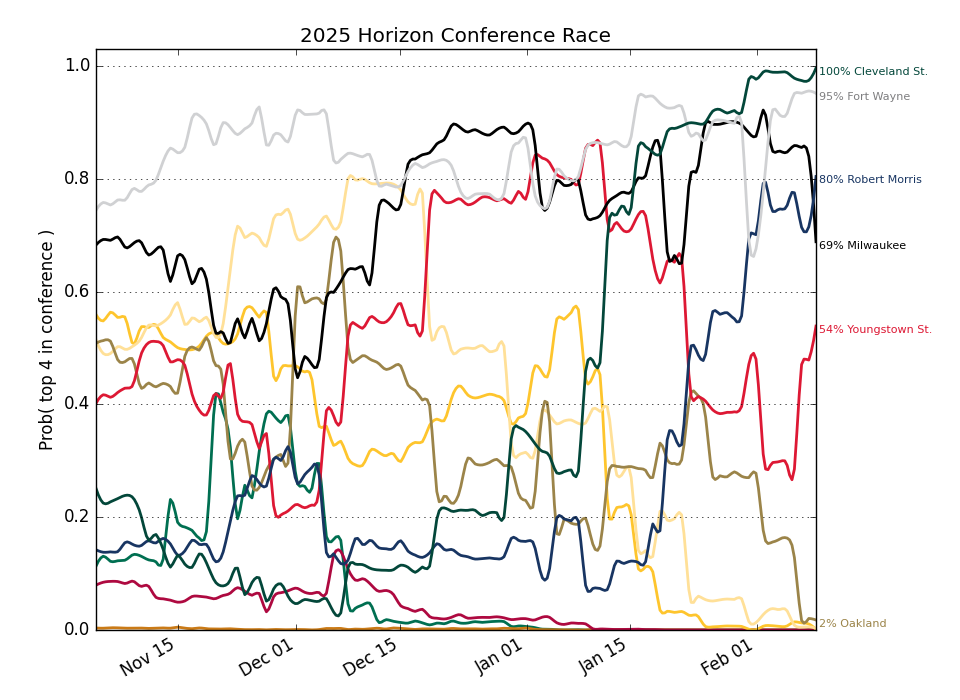 2025 Horizon Conference Race
Prob( top 4 in conference )
1.0
0.8
0.6
0.4
0.2
0.0
Nov 15
Dec 01
Dec 15
Jan 01
Jan 15
Feb 01
100% Cleveland St.
95% Fort Wayne
80% Robert Morris
69% Milwaukee
54% Youngstown St.
2% Oakland